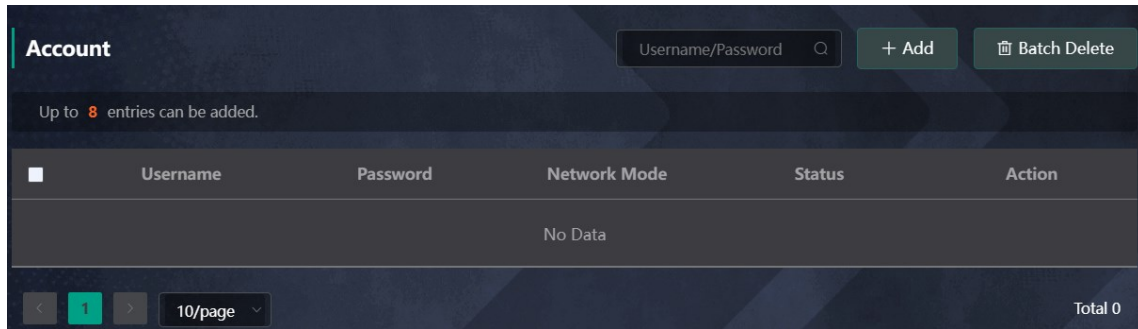 Account
Username/Password
+ Add
Batch Delete
Up to 8 entries can be added.
Username Password Network Mode Status Action
No Data
< 1 > 10/page Total 0